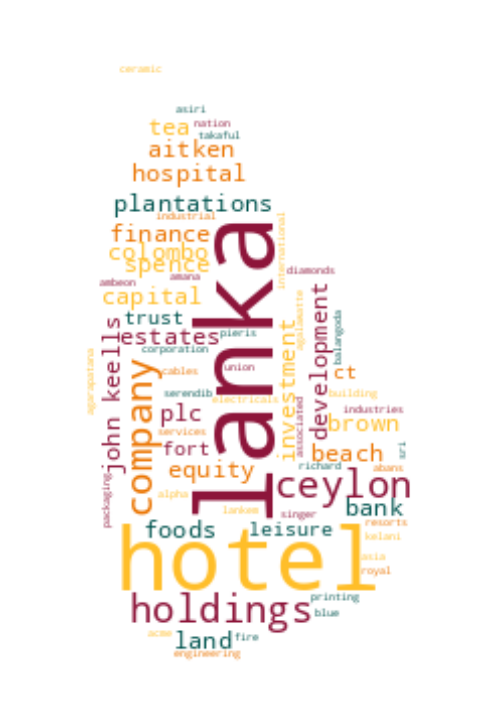 ceramic
asiri
tea nation
takaful
aitken
hospital
plantations
industrial
finance
international
colombo
spence
lanka
amana
diamonds
ambeon
capital
agalawatte
development
trust
balangoda
john keells
estates
pieris
investment
corporation
agarapatana
company
cables
union
ct
serendib
electricals
building
plc
associated
industries
services
brown
fort
beach
sri
equity
richard
abans
packaging
ceylon
alpha
bank
lankem
singer
foods
leisure
resorts
kelani
hotel
asia
royal
printing
holdings
blue
acme
land
fire
engineering